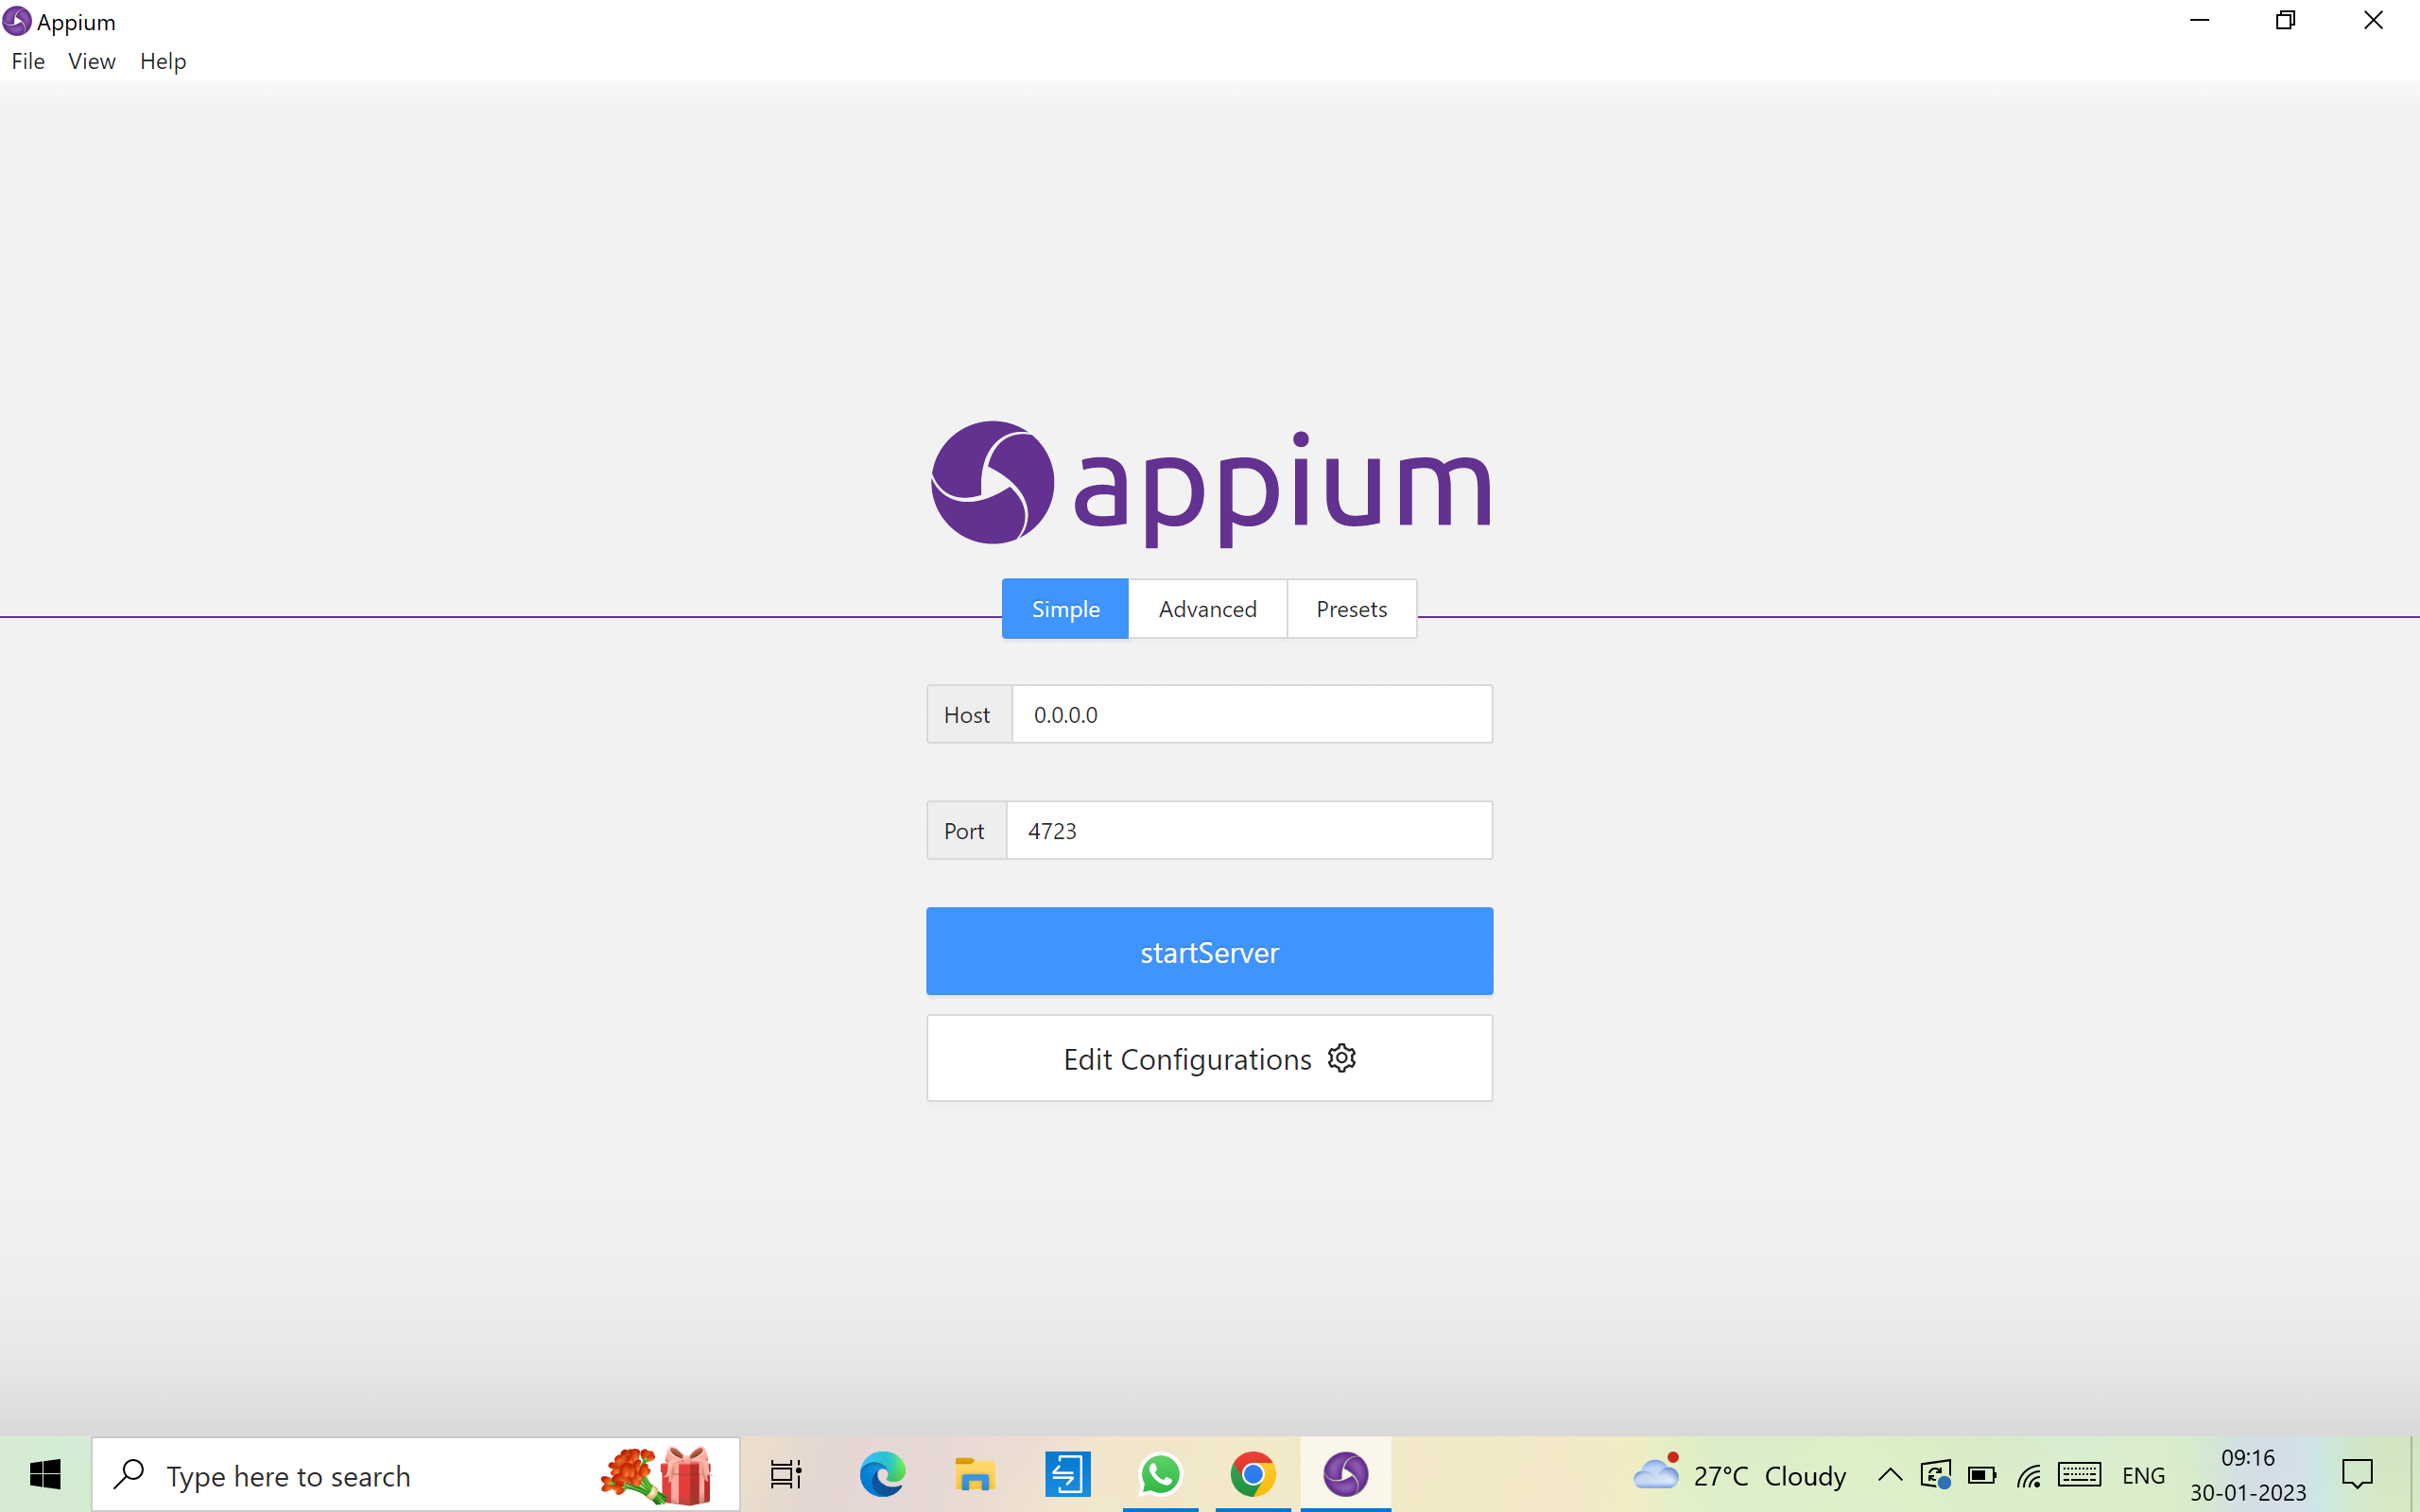 Appium
File View Help
appium
Simple Advanced Presets
Host 0.0.0.0
Port 4723
startServer
Edit Configurations
Type here to search
27°C Cloudy
ENG
09:16
30-01-2023